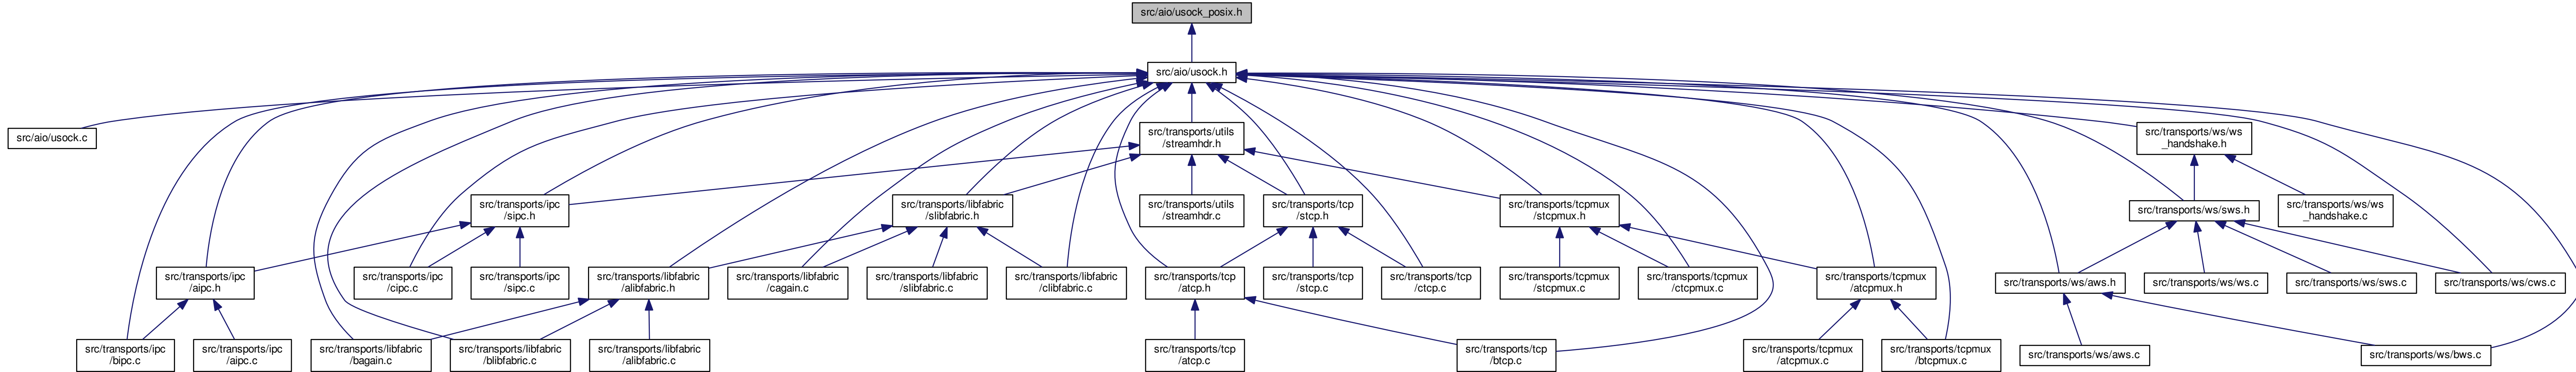 src/aio/usock_posix.h
src/aio/usock.h
src/aio/usock.c
src/transports/utils
/streamhdr.h
src/transports/ws/ws
_handshake.h
src/transports/ipc
/sipc.h
src/transports/libfabric
/slibfabric.h
src/transports/utils
/streamhdr.c
src/transports/tcp
/stcp.h
src/transports/tcpmux
/stcpmux.h
src/transports/ws/sws.h
src/transports/ws/ws
_handshake.c
src/transports/ipc
/aipc.h
src/transports/ipc
/cipc.c
src/transports/ipc
/sipc.c
src/transports/libfabric
/alibfabric.h
src/transports/libfabric
/cagain.c
src/transports/libfabric
/slibfabric.c
src/transports/libfabric
/clibfabric.c
src/transports/tcp
/atcp.h
src/transports/tcp
/stcp.c
src/transports/tcp
/ctcp.c
src/transports/tcpmux
/stcpmux.c
src/transports/tcpmux
/ctcpmux.c
src/transports/tcpmux
/atcpmux.h
src/transports/ws/aws.h
src/transports/ws/ws.c
src/transports/ws/sws.c
src/transports/ws/cws.c
src/transports/ipc
/bipc.c
src/transports/ipc
/aipc.c
src/transports/libfabric
/bagain.c
src/transports/libfabric
/blibfabric.c
src/transports/libfabric
/alibfabric.c
src/transports/tcp
/atcp.c
src/transports/tcp
/btcp.c
src/transports/tcpmux
/atcpmux.c
src/transports/tcpmux
/btcpmux.c
src/transports/ws/aws.c
src/transports/ws/bws.c